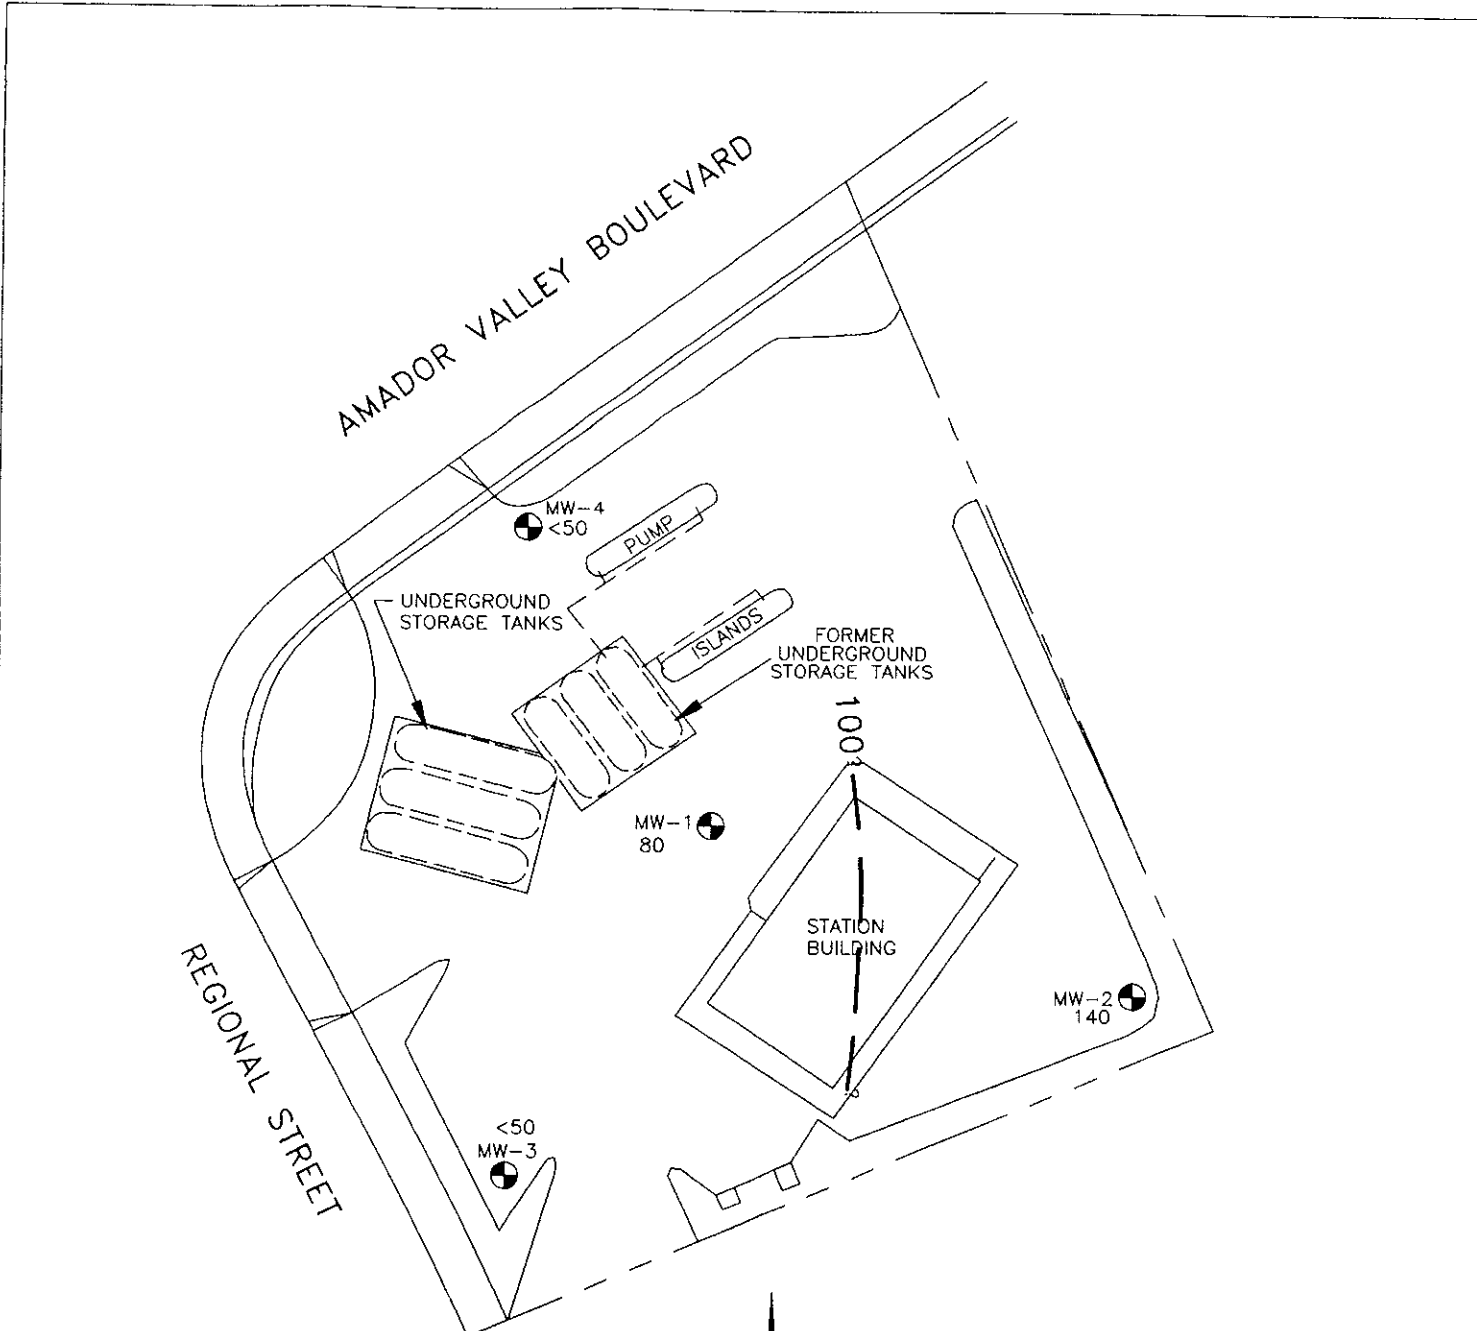 AMADOR VALLEY BOULEVARD
MW-4
<50
PUMP
UNDERGROUND
STORAGE TANKS
ISLANDS
FORMER
UNDERGROUND
STORAGE TANKS
100
MW-1
80
STATION
BUILDING
MW-2
140
REGIONAL STREET
<50
MW-3